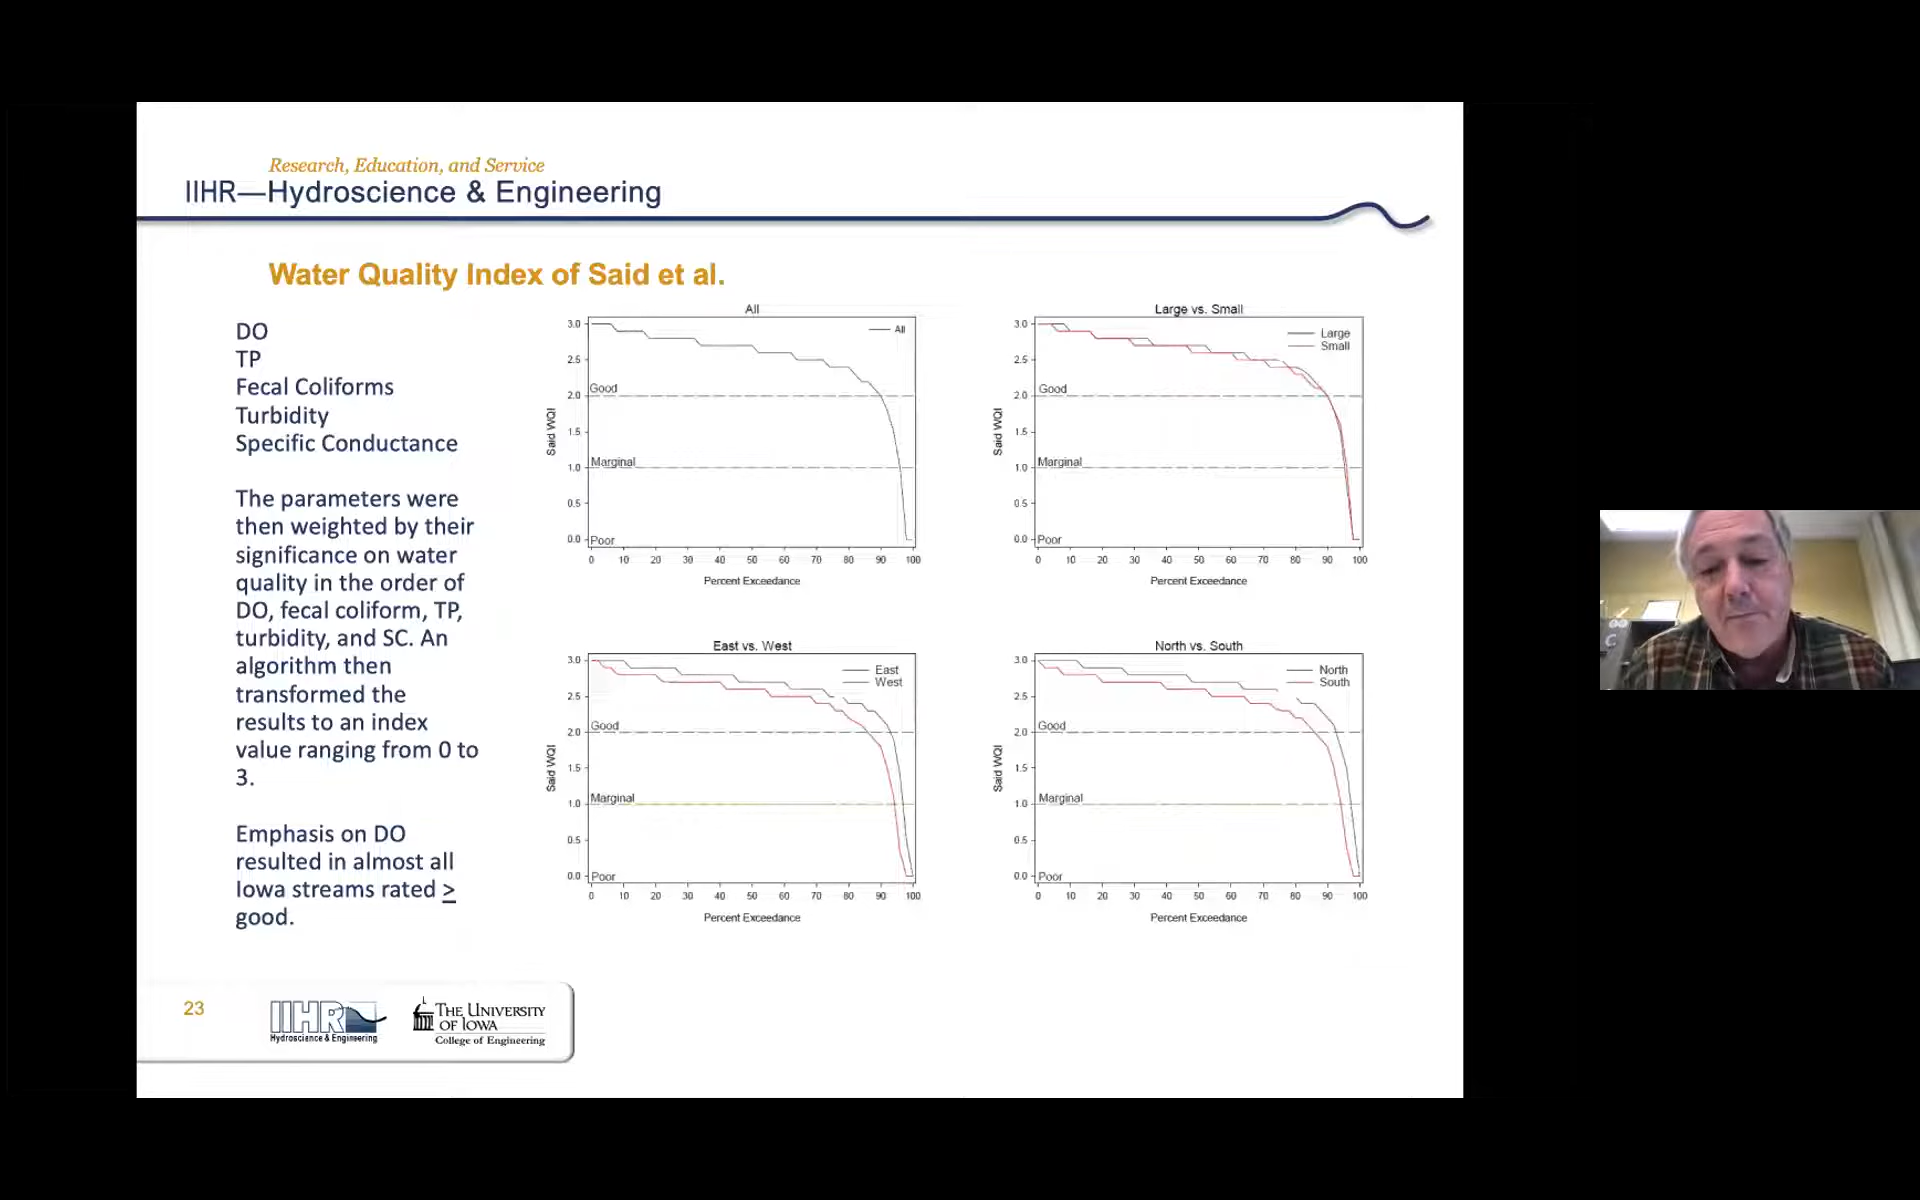 Research, Education, and Service
IIHR—Hydroscience & Engineering
Water Quality Index of Said et al.
DO
TP
Fecal Coliforms
Turbidity
Specific Conductance
The parameters were
then weighted by their
significance on water
quality in the order of
DO, fecal coliform, TP,
turbidity, and SC. An
algorithm then
transformed the
results to an index
value ranging from 0 to
3.
Emphasis on DO
resulted in almost all
Iowa streams rated >
good.
All
All
3.0
2.5
Good
2.0
1.5
Marginal
1.0
0.5
0.0
Poor
Said WQI
0 10 20 30 40 50 60 70 80 90 100
Percent Exceedance
Large vs. Small
Large
Small
3.0
2.5
Good
2.0
1.5
Marginal
1.0
0.5
0.0
Poor
Said WQI
0 10 20 30 40 50 60 70 80 90 100
Percent Exceedance
East vs. West
East
West
3.0
2.5
Good
2.0
1.5
Marginal
1.0
0.5
0.0
Poor
Said WQI
0 10 20 30 40 50 60 70 80 90 100
Percent Exceedance
North vs. South
North
South
3.0
2.5
Good
2.0
1.5
Marginal
1.0
0.5
0.0
Poor
Said WQI
0 10 20 30 40 50 60 70 80 90 100
Percent Exceedance
23
IIHR
Hydroscience & Engineering
THE UNIVERSITY
OF IOWA
College of Engineering